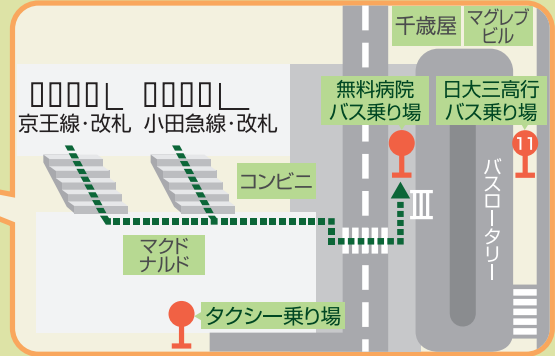 千歳屋
マグレブ
ビル
無料病院
バス乗り場
日大三高行
バス乗り場
京王線・改札
小田急線・改札
11
コンビニ
バスロータリー
マクド
ナルド
タクシー乗り場